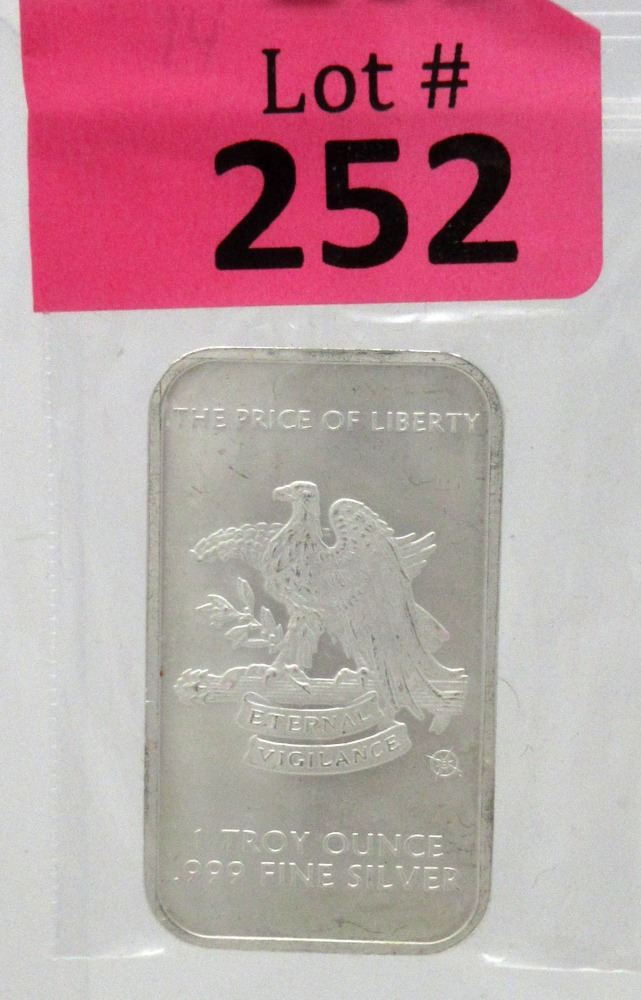 Lot #
252
THE PRICE OF LIBERTY
ETERNAL
VIGILANCE
1 TROY OUNCE
.999 FINE SILVER